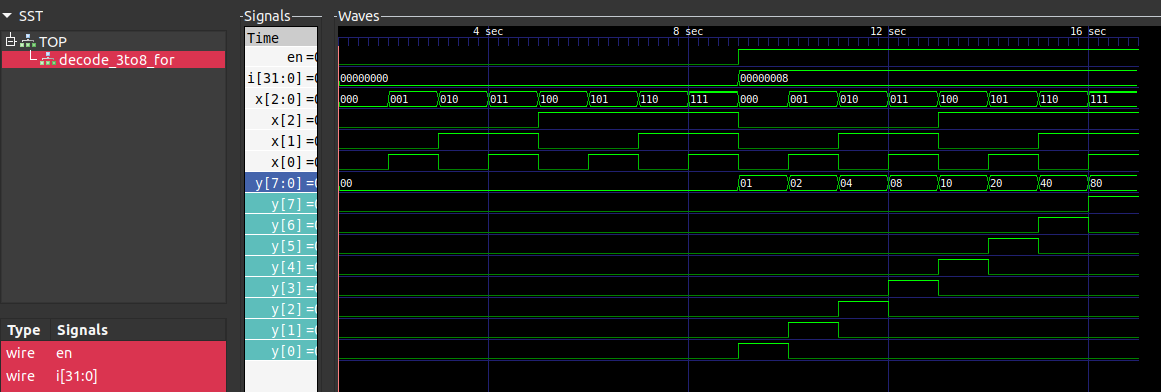 SST
TOP
decode_3to8_for
Type Signals
wire en
wire i[31:0]
Signals
Time
en =0
i[31:0] =0
x[2:0] =0
x[2] =0
x[1] =0
x[0] =0
y[7:0] =0
y[7] =0
y[6] =0
y[5] =0
y[4] =0
y[3] =0
y[2] =0
y[1] =0
y[0] =0
Waves
4 sec 8 sec 12 sec 16 sec
00000000 00000008
000 001 010 011 100 101 110 111 000 001 010 011 100 101 110 111
00 01 02 04 08 10 20 40 80